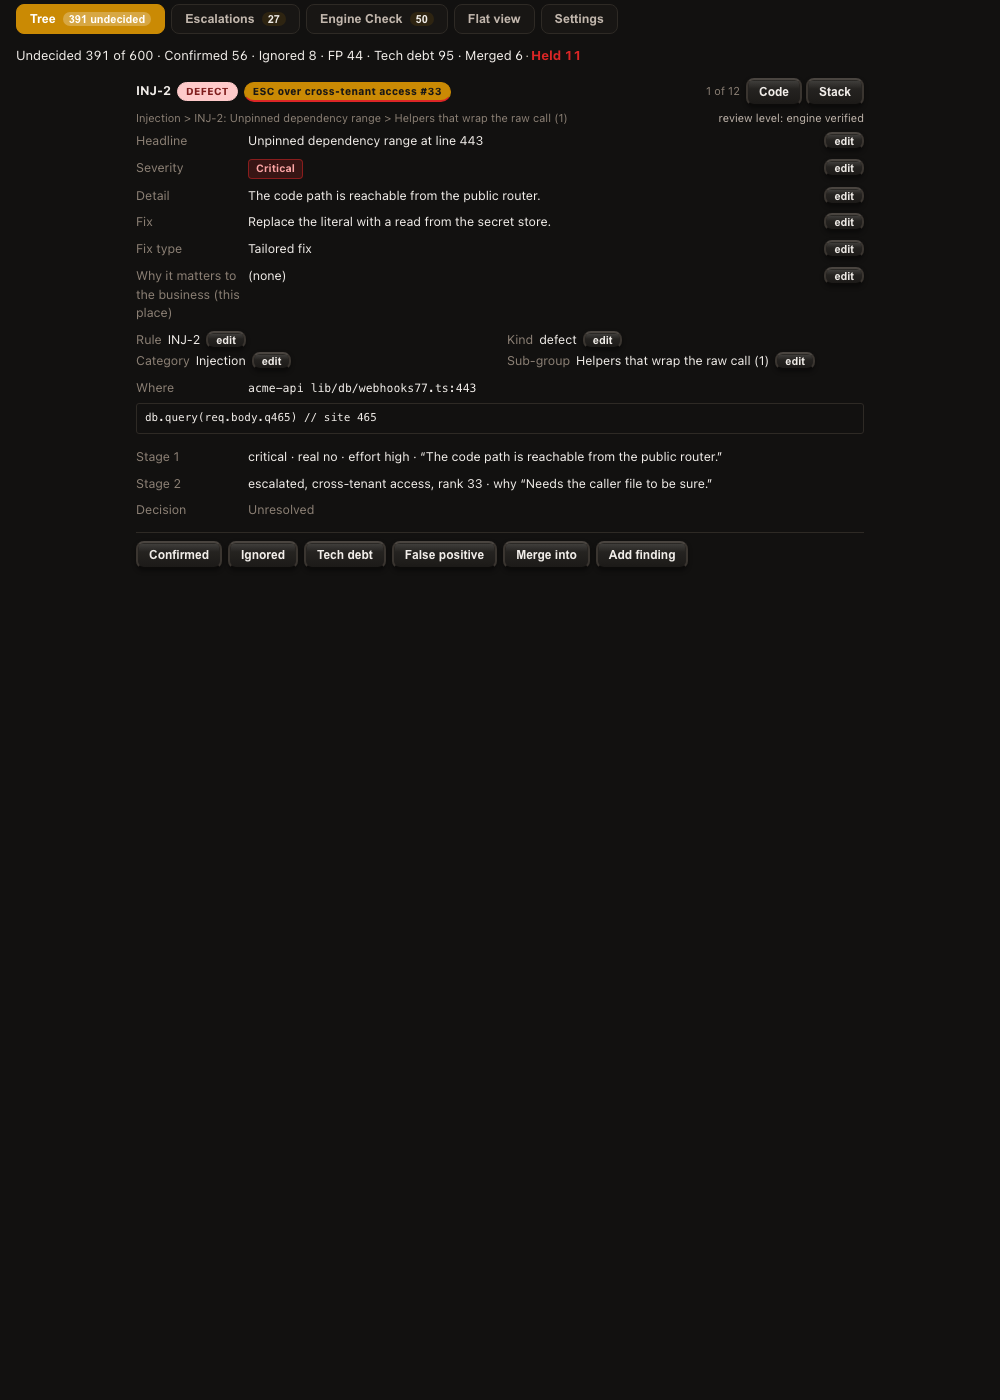 Tree 391 undecided Escalations 27 Engine Check 50 Flat view Settings
Undecided 391 of 600 · Confirmed 56 · Ignored 8 · FP 44 · Tech debt 95 · Merged 6 · Held 11
INJ-2 DEFECT ESC over cross-tenant access #33 1 of 12 Code Stack
Injection > INJ-2: Unpinned dependency range > Helpers that wrap the raw call (1) review level: engine verified
Headline Unpinned dependency range at line 443 edit
Severity Critical edit
Detail The code path is reachable from the public router. edit
Fix Replace the literal with a read from the secret store. edit
Fix type Tailored fix edit
Why it matters to (none) edit
the business (this
place)
Rule INJ-2 edit Kind defect edit
Category Injection edit Sub-group Helpers that wrap the raw call (1) edit
Where acme-api lib/db/webhooks77.ts:443
db.query(req.body.q465) // site 465
Stage 1 critical · real no · effort high · “The code path is reachable from the public router.”
Stage 2 escalated, cross-tenant access, rank 33 · why “Needs the caller file to be sure.”
Decision Unresolved
Confirmed Ignored Tech debt False positive Merge into Add finding